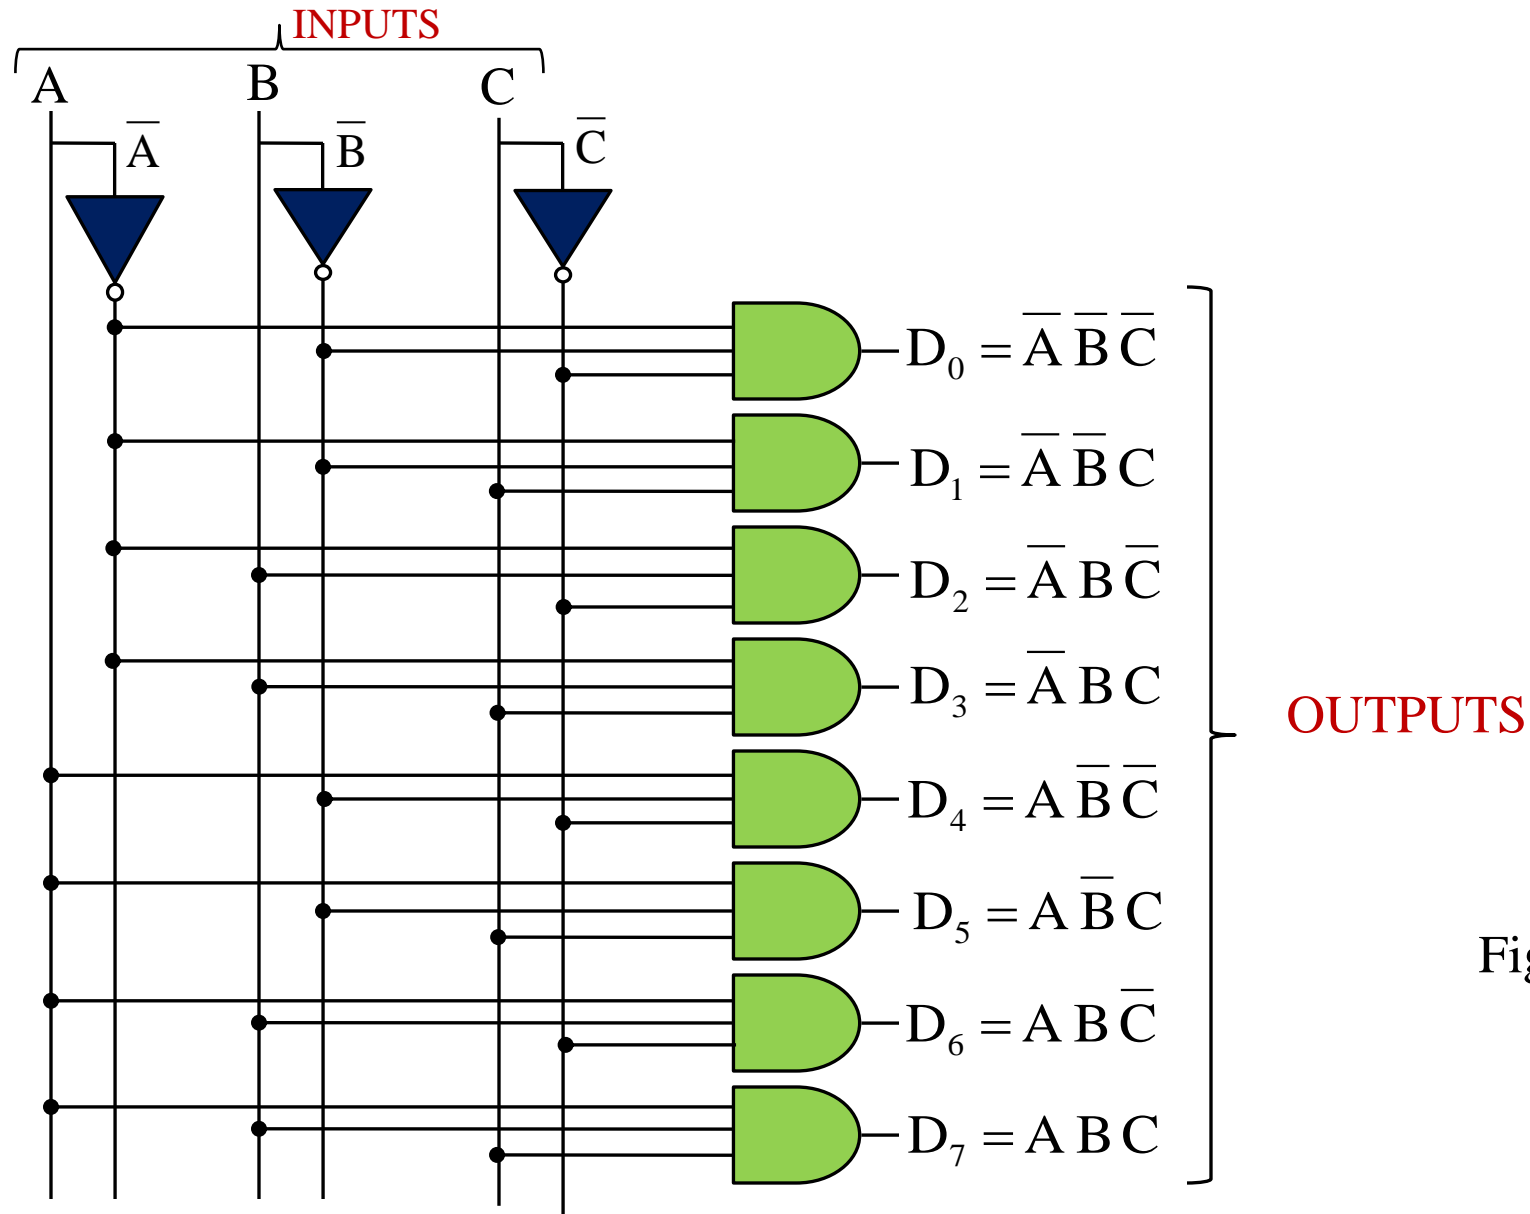 INPUTS
A B C
A̅ B̅ C̅
D₀ = A̅ B̅ C̅
D₁ = A̅ B̅ C
D₂ = A̅ B C̅
D₃ = A̅ B C
OUTPUTS
D₄ = A B̅ C̅
D₅ = A B̅ C
D₆ = A B C̅
D₇ = A B C